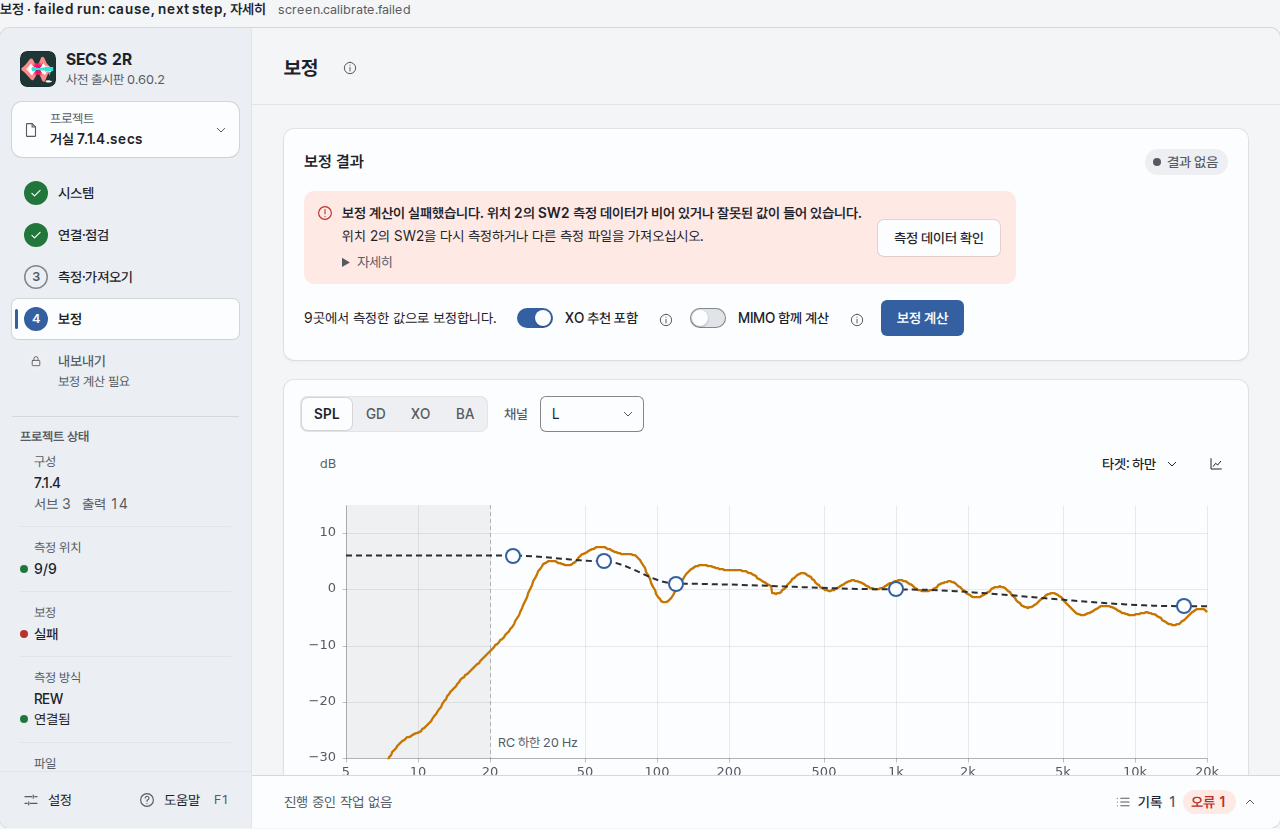 보정 · failed run: cause, next step, 자세히 screen.calibrate.failed
SECS 2R
사전 출시판 0.60.2
프로젝트
거실 7.1.4.secs
시스템
연결·점검
3 측정·가져오기
4 보정
내보내기
보정 계산 필요
프로젝트 상태
구성
7.1.4
서브 3 출력 14
측정 위치
9/9
보정
실패
측정 방식
REW
연결됨
파일
설정
도움말 F1
보정
보정 결과
결과 없음
보정 계산이 실패했습니다. 위치 2의 SW2 측정 데이터가 비어 있거나 잘못된 값이 들어 있습니다.
위치 2의 SW2을 다시 측정하거나 다른 측정 파일을 가져오십시오.
측정 데이터 확인
자세히
9곳에서 측정한 값으로 보정합니다.
XO 추천 포함
MIMO 함께 계산
보정 계산
SPL GD XO BA 채널 L
dB
타겟: 하만
10
0
−10
−20
−30
RC 하한 20 Hz
5 10 20 50 100 200 500 1k 2k 5k 10k 20k
진행 중인 작업 없음
기록 1 오류 1